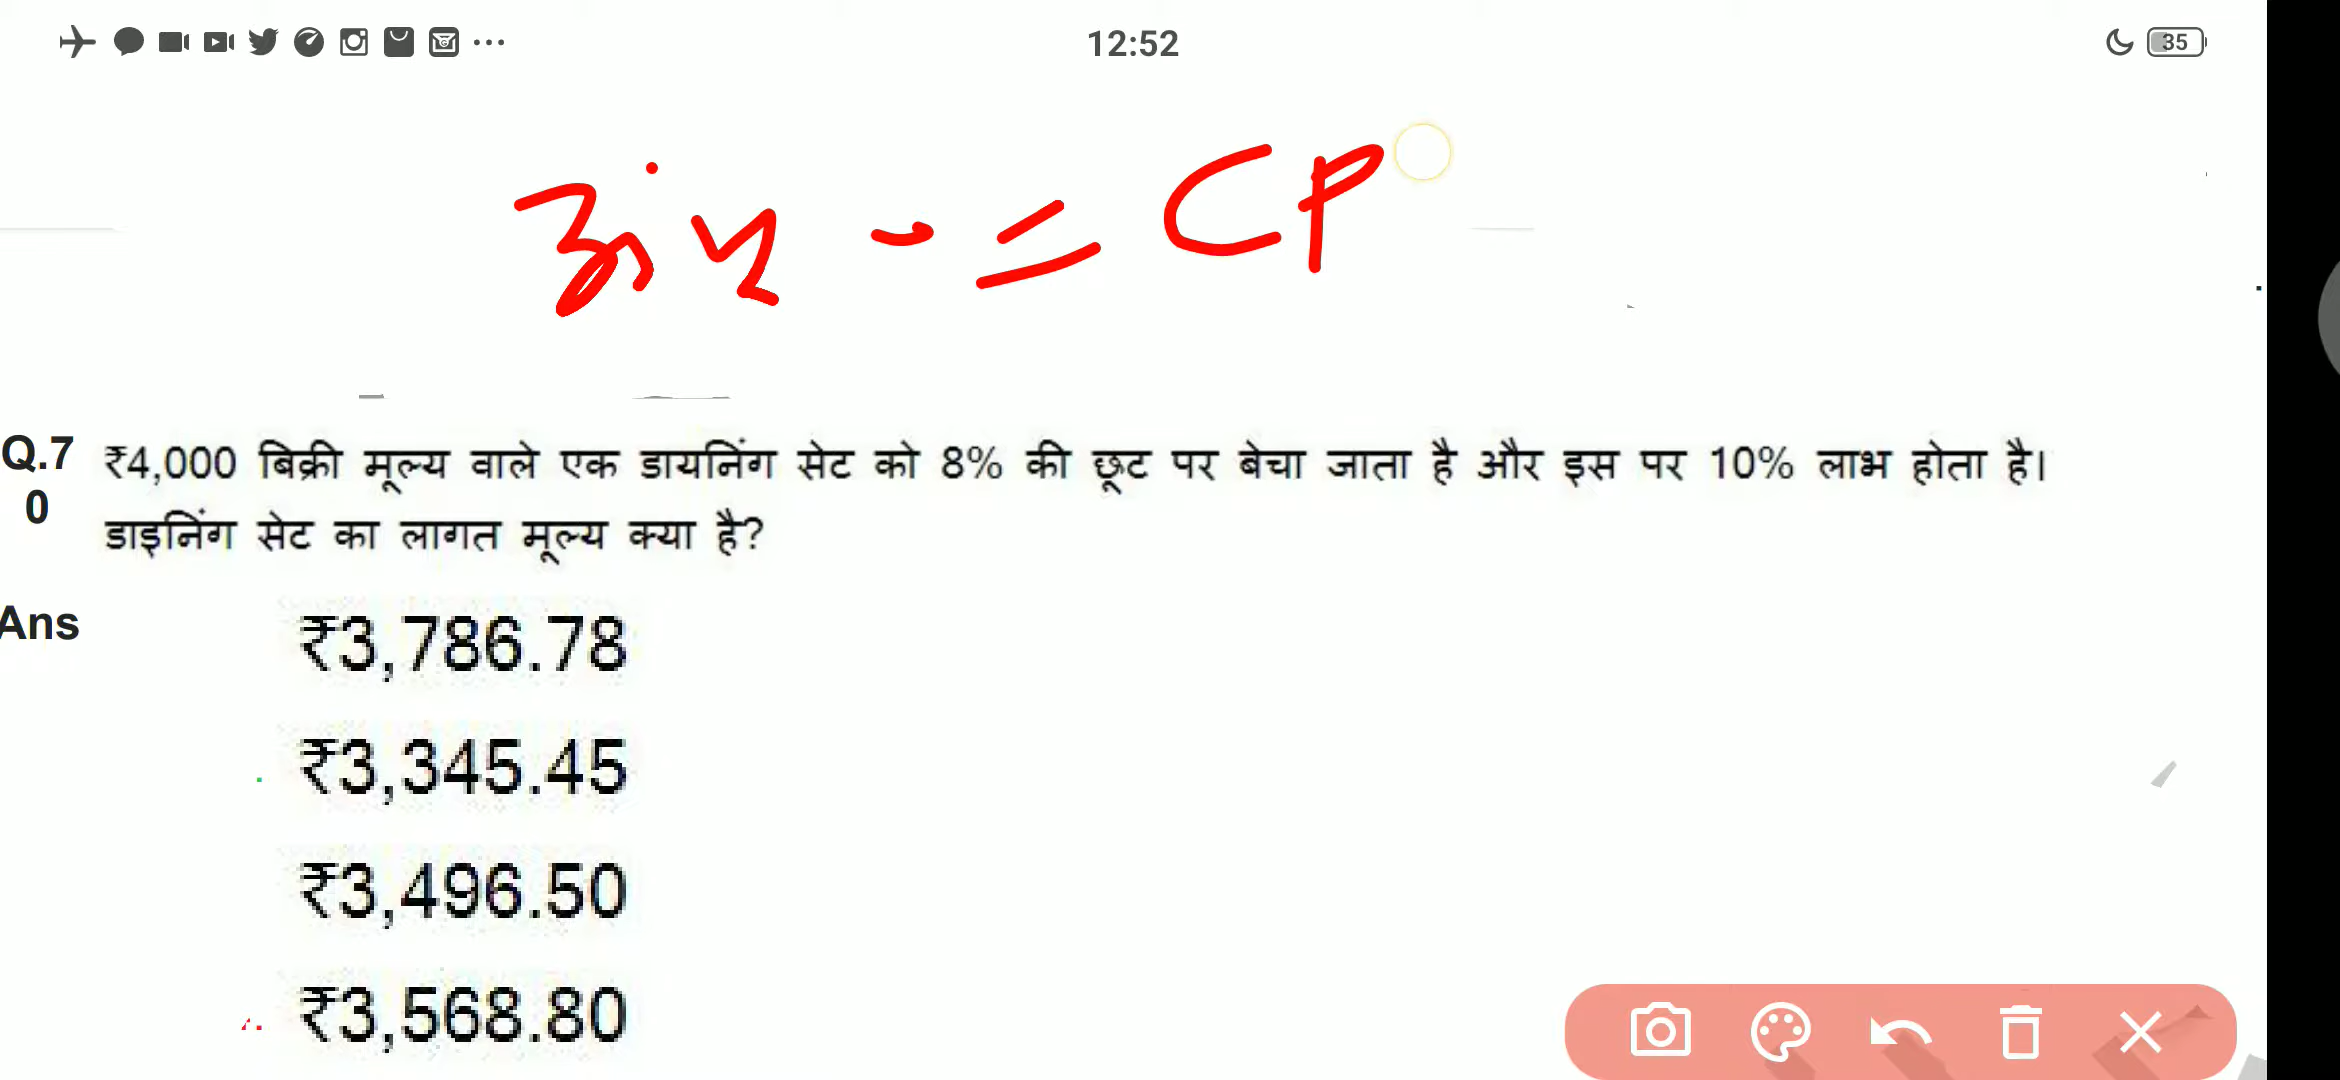 12:52
35
= CP
Q.7 ₹4,000 बिक्री मूल्य वाले एक डायनिंग सेट को 8% की छूट पर बेचा जाता है और इस पर 10% लाभ होता है।
0 डाइनिंग सेट का लागत मूल्य क्या है?
Ans ₹3,786.78
₹3,345.45
₹3,496.50
₹3,568.80